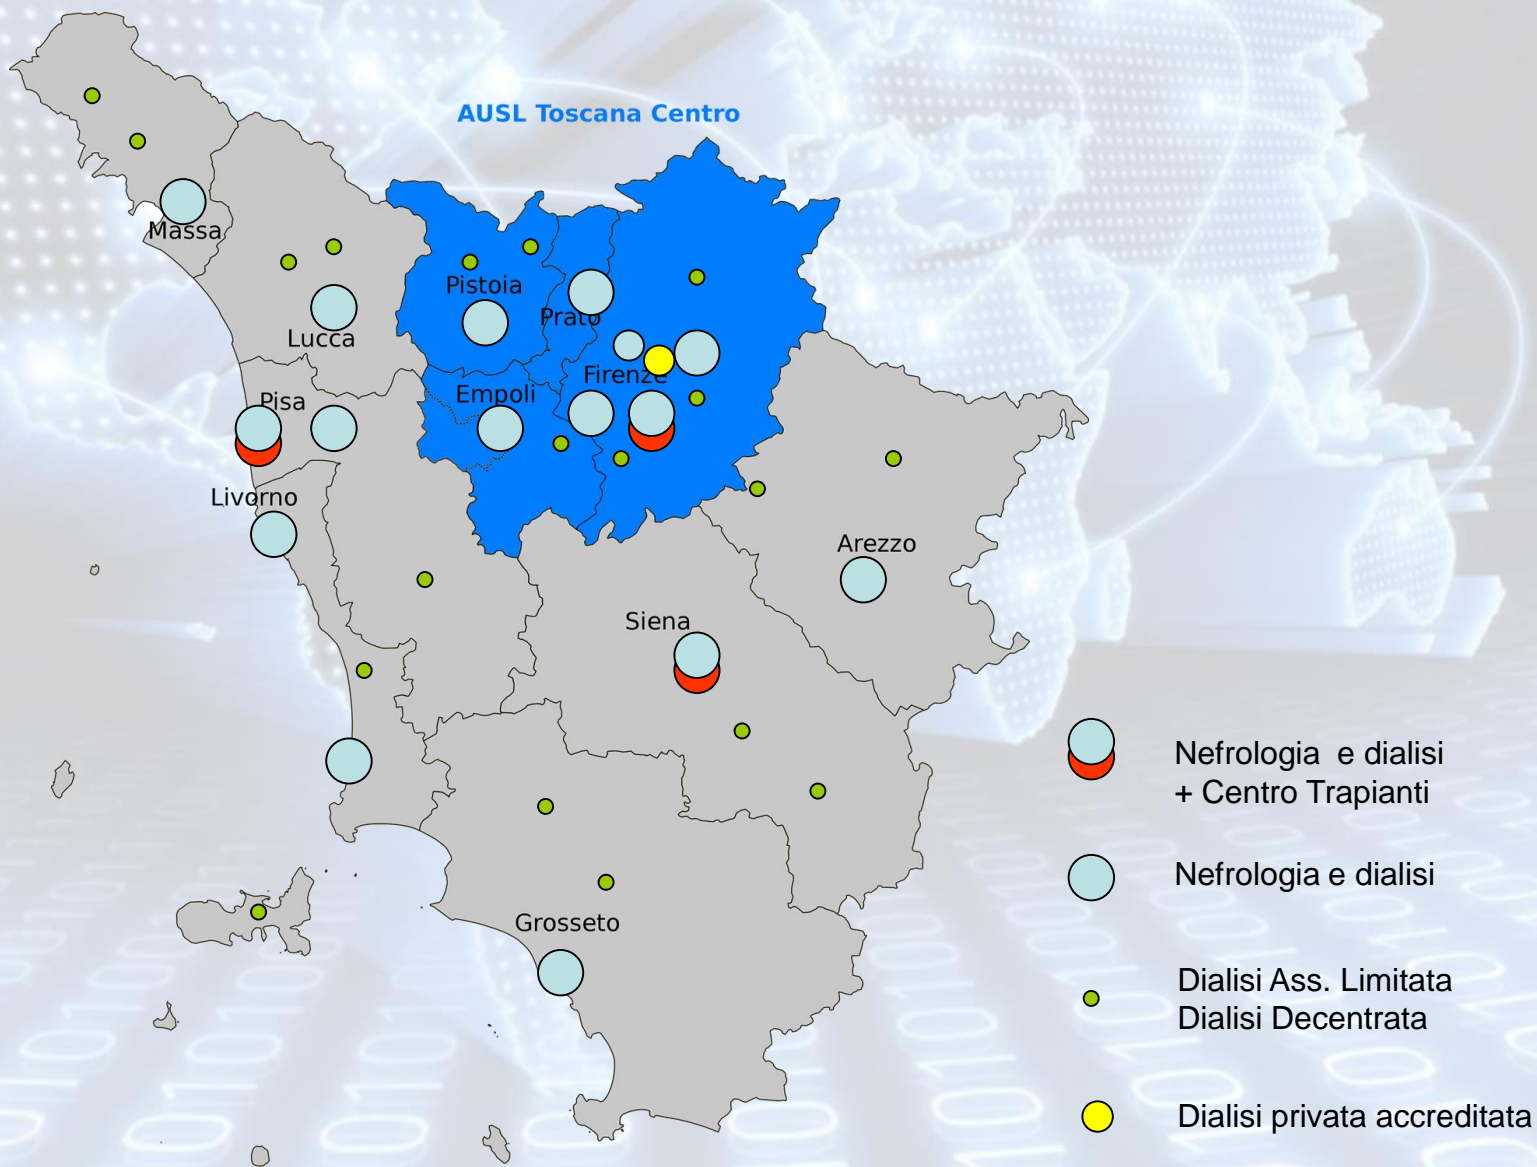 AUSL Toscana Centro
Massa
Pistoia
Prato
Lucca
Firenze
Empoli
Pisa
Livorno
Arezzo
Siena
Grosseto
Nefrologia e dialisi
+ Centro Trapianti
Nefrologia e dialisi
Dialisi Ass. Limitata
Dialisi Decentrata
Dialisi privata accreditata